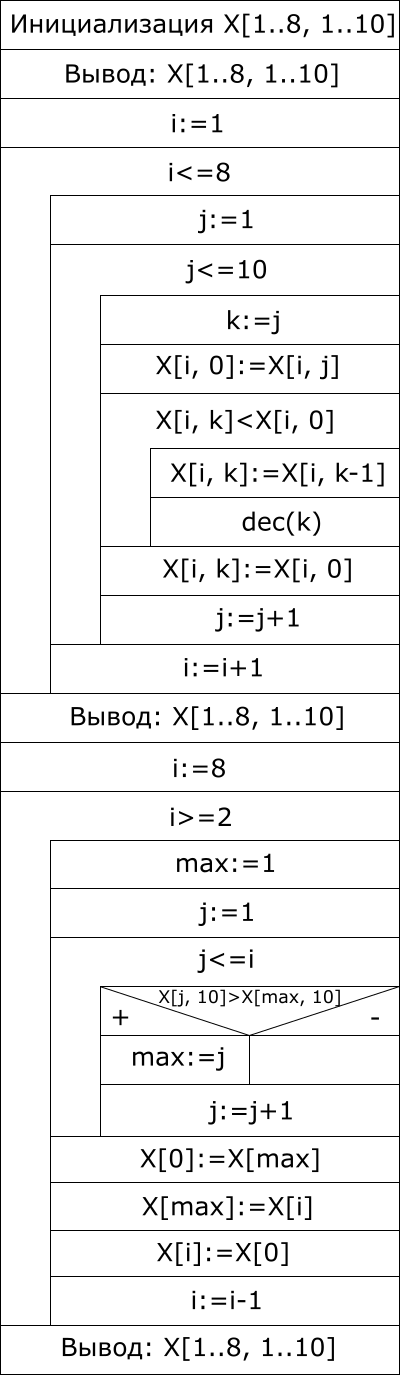 Инициализация X[1..8, 1..10]
Вывод: X[1..8, 1..10]
i:=1
i<=8
j:=1
j<=10
k:=j
X[i, 0]:=X[i, j]
X[i, k]<X[i, 0]
X[i, k]:=X[i, k-1]
dec(k)
X[i, k]:=X[i, 0]
j:=j+1
i:=i+1
Вывод: X[1..8, 1..10]
i:=8
i>=2
max:=1
j:=1
j<=i
X[j, 10]>X[max, 10]
+ -
max:=j
j:=j+1
X[0]:=X[max]
X[max]:=X[i]
X[i]:=X[0]
i:=i-1
Вывод: X[1..8, 1..10]